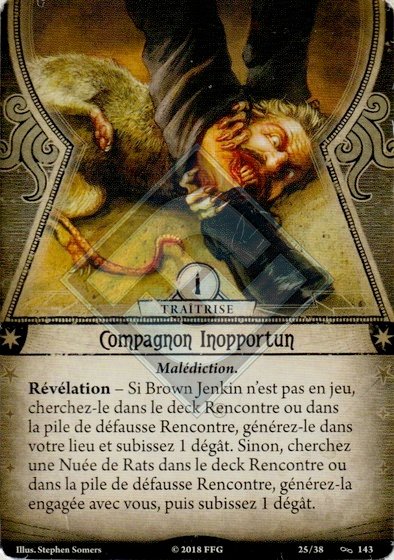 TRAÎTRISE
Compagnon Inopportun
Malédiction.
Révélation – Si Brown Jenkin n'est pas en jeu,
cherchez-le dans le deck Rencontre ou dans
la pile de défausse Rencontre, générez-le dans
votre lieu et subissez 1 dégât. Sinon, cherchez
une Nuée de Rats dans le deck Rencontre ou
dans la pile de défausse Rencontre, générez-la
engagée avec vous, puis subissez 1 dégât.
Illus. Stephen Somers © 2018 FFG 25/38 143